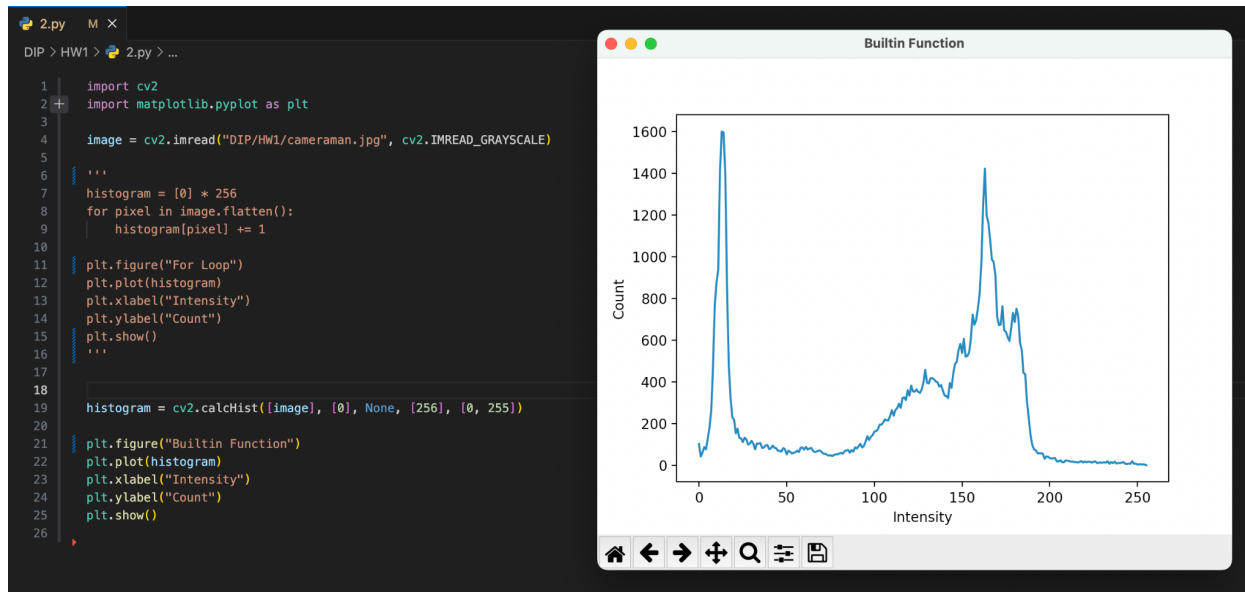 2.py M ×
DIP > HW1 > 2.py > ...
1 import cv2
2 + import matplotlib.pyplot as plt
3
4 image = cv2.imread("DIP/HW1/cameraman.jpg", cv2.IMREAD_GRAYSCALE)
5
6 '''
7 histogram = [0] * 256
8 for pixel in image.flatten():
9     histogram[pixel] += 1
10
11 plt.figure("For Loop")
12 plt.plot(histogram)
13 plt.xlabel("Intensity")
14 plt.ylabel("Count")
15 plt.show()
16 '''
17
18
19 histogram = cv2.calcHist([image], [0], None, [256], [0, 255])
20
21 plt.figure("Builtin Function")
22 plt.plot(histogram)
23 plt.xlabel("Intensity")
24 plt.ylabel("Count")
25 plt.show()
26
Builtin Function
1600
1400
1200
1000
800
600
400
200
0
Count
0 50 100 150 200 250
Intensity